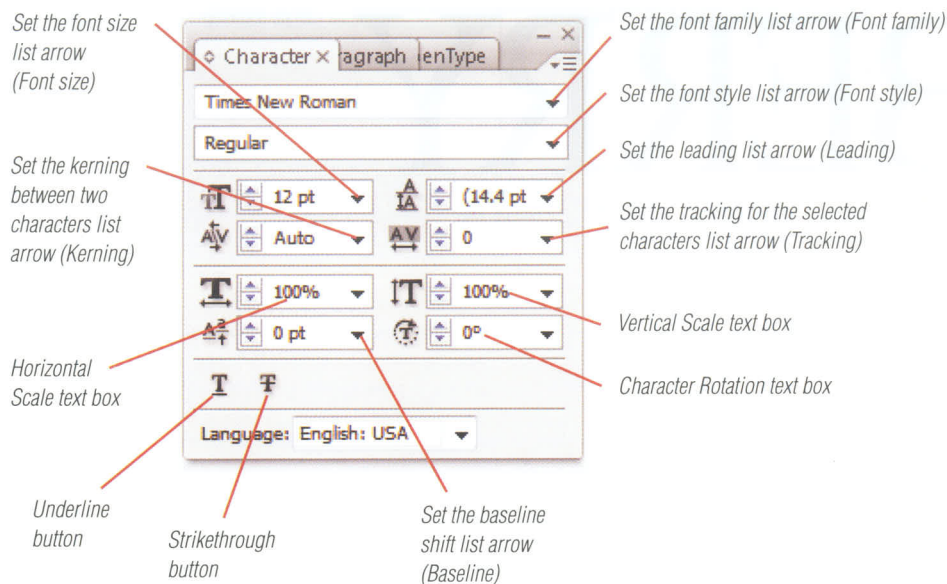 Set the font size
list arrow
(Font size)
Set the font family list arrow (Font family)
Character × ragraph enType
Times New Roman
Set the font style list arrow (Font style)
Regular
Set the leading list arrow (Leading)
Set the kerning
between two
characters list
arrow (Kerning)
12 pt
(14.4 pt
Auto
0
Set the tracking for the selected
characters list arrow (Tracking)
100%
100%
Vertical Scale text box
0 pt
0°
Horizontal
Scale text box
Character Rotation text box
T T
Language: English: USA
Underline
button
Strikethrough
button
Set the baseline
shift list arrow
(Baseline)